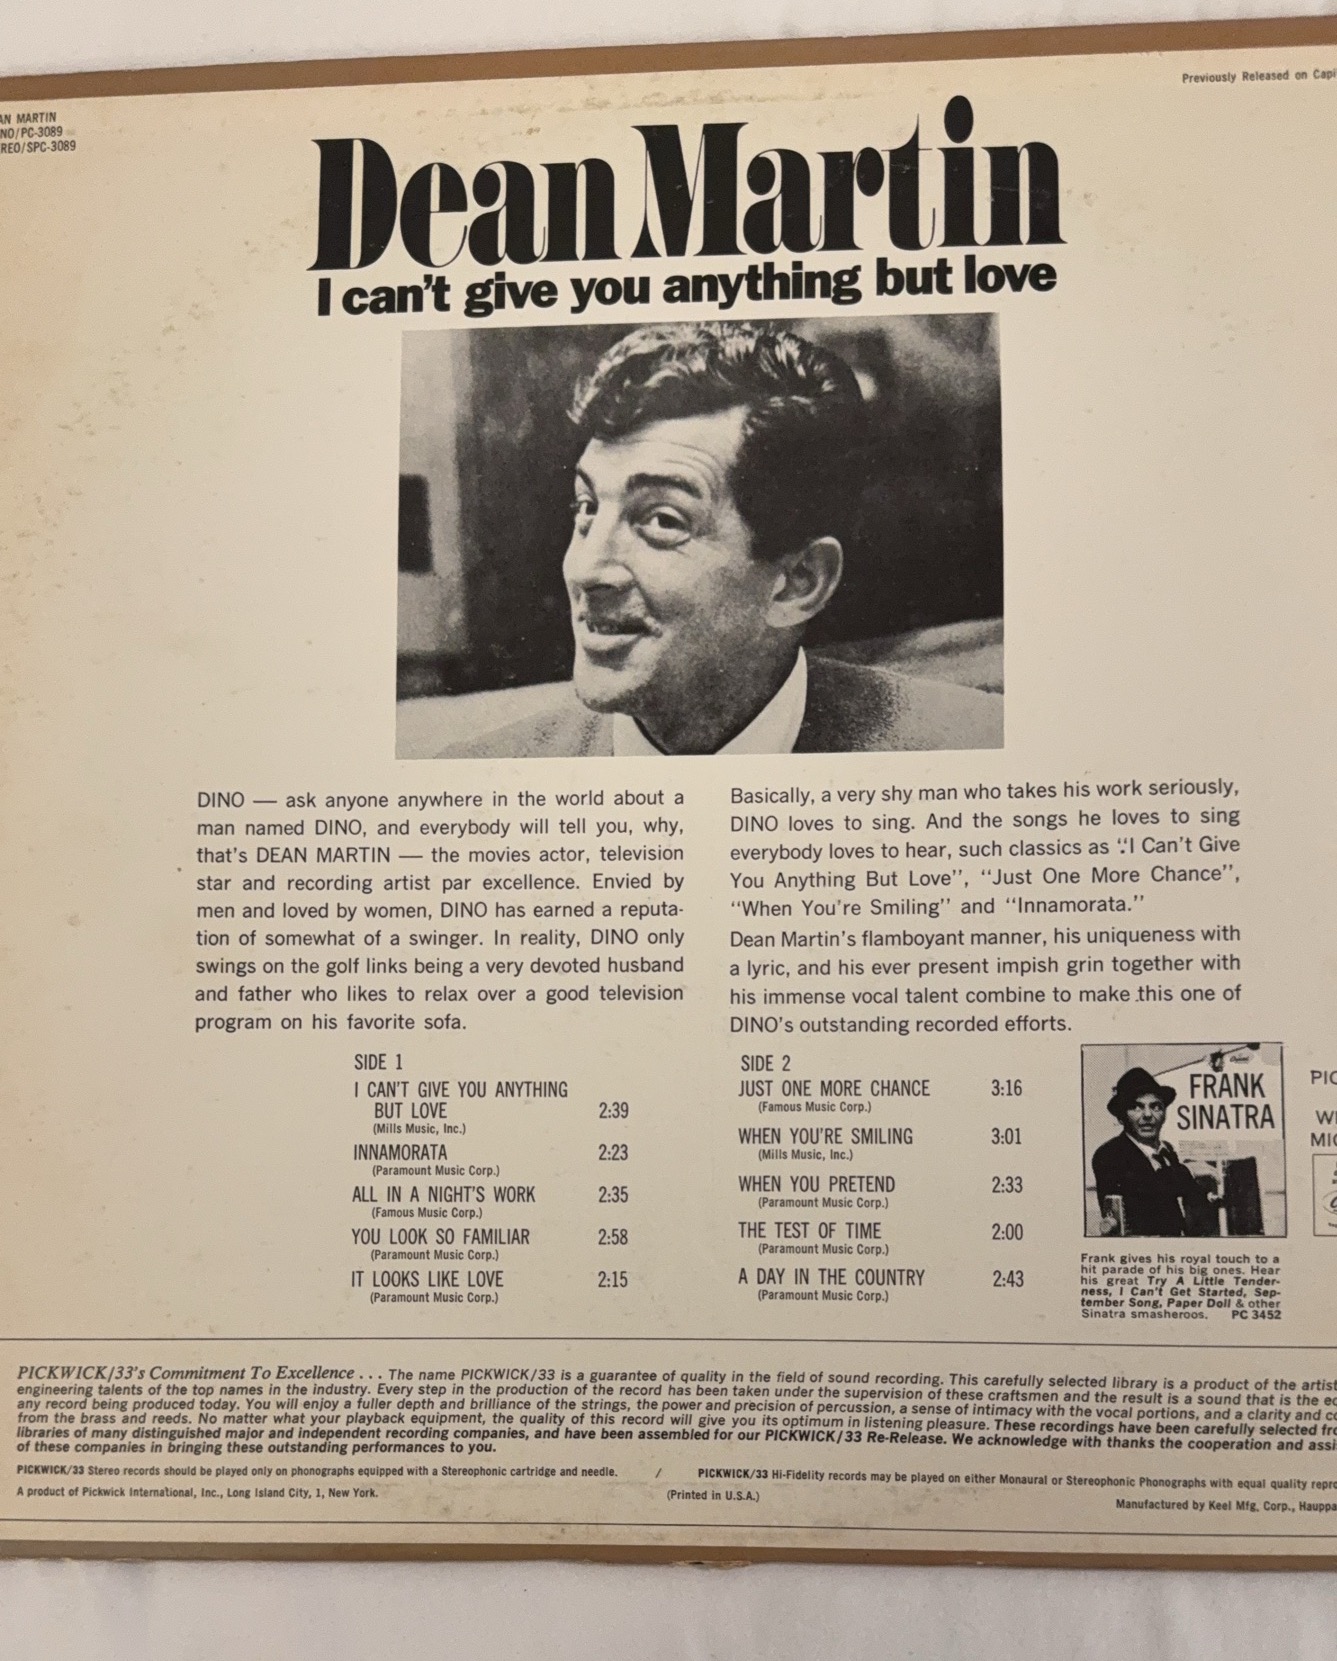 AN MARTIN
NO/PC-3089
REO/SPC-3089
Previously Released on Capi
Dean Martin
I can't give you anything but love
DINO — ask anyone anywhere in the world about a
man named DINO, and everybody will tell you, why,
that's DEAN MARTIN — the movies actor, television
star and recording artist par excellence. Envied by
men and loved by women, DINO has earned a reputa-
tion of somewhat of a swinger. In reality, DINO only
swings on the golf links being a very devoted husband
and father who likes to relax over a good television
program on his favorite sofa.
Basically, a very shy man who takes his work seriously,
DINO loves to sing. And the songs he loves to sing
everybody loves to hear, such classics as "I Can't Give
You Anything But Love", "Just One More Chance",
"When You're Smiling" and "Innamorata."
Dean Martin's flamboyant manner, his uniqueness with
a lyric, and his ever present impish grin together with
his immense vocal talent combine to make this one of
DINO's outstanding recorded efforts.
SIDE 1
I CAN'T GIVE YOU ANYTHING
BUT LOVE 2:39
(Mills Music, Inc.)
INNAMORATA 2:23
(Paramount Music Corp.)
ALL IN A NIGHT'S WORK 2:35
(Famous Music Corp.)
YOU LOOK SO FAMILIAR 2:58
(Paramount Music Corp.)
IT LOOKS LIKE LOVE 2:15
(Paramount Music Corp.)
SIDE 2
JUST ONE MORE CHANCE 3:16
(Famous Music Corp.)
WHEN YOU'RE SMILING 3:01
(Mills Music, Inc.)
WHEN YOU PRETEND 2:33
(Paramount Music Corp.)
THE TEST OF TIME 2:00
(Paramount Music Corp.)
A DAY IN THE COUNTRY 2:43
(Paramount Music Corp.)
FRANK
SINATRA
Frank gives his royal touch to a
hit parade of his big ones. Hear
his great Try A Little Tender-
ness, I Can't Get Started, Sep-
tember Song, Paper Doll & other
Sinatra smasheroos. PC 3452
PIC
WI
MIC
PICKWICK/33's Commitment To Excellence . . . The name PICKWICK/33 is a guarantee of quality in the field of sound recording. This carefully selected library is a product of the artist
engineering talents of the top names in the industry. Every step in the production of the record has been taken under the supervision of these craftsmen and the result is a sound that is the eq
any record being produced today. You will enjoy a fuller depth and brilliance of the strings, the power and precision of percussion, a sense of intimacy with the vocal portions, and a clarity and co
from the brass and reeds. No matter what your playback equipment, the quality of this record will give you its optimum in listening pleasure. These recordings have been carefully selected fro
libraries of many distinguished major and independent recording companies, and have been assembled for our PICKWICK/33 Re-Release. We acknowledge with thanks the cooperation and assi
of these companies in bringing these outstanding performances to you.
PICKWICK/33 Stereo records should be played only on phonographs equipped with a Stereophonic cartridge and needle. / PICKWICK/33 Hi-Fidelity records may be played on either Monaural or Stereophonic Phonographs with equal quality repro
A product of Pickwick International, Inc., Long Island City, 1, New York. (Printed in U.S.A.)
Manufactured by Keel Mfg. Corp., Hauppa